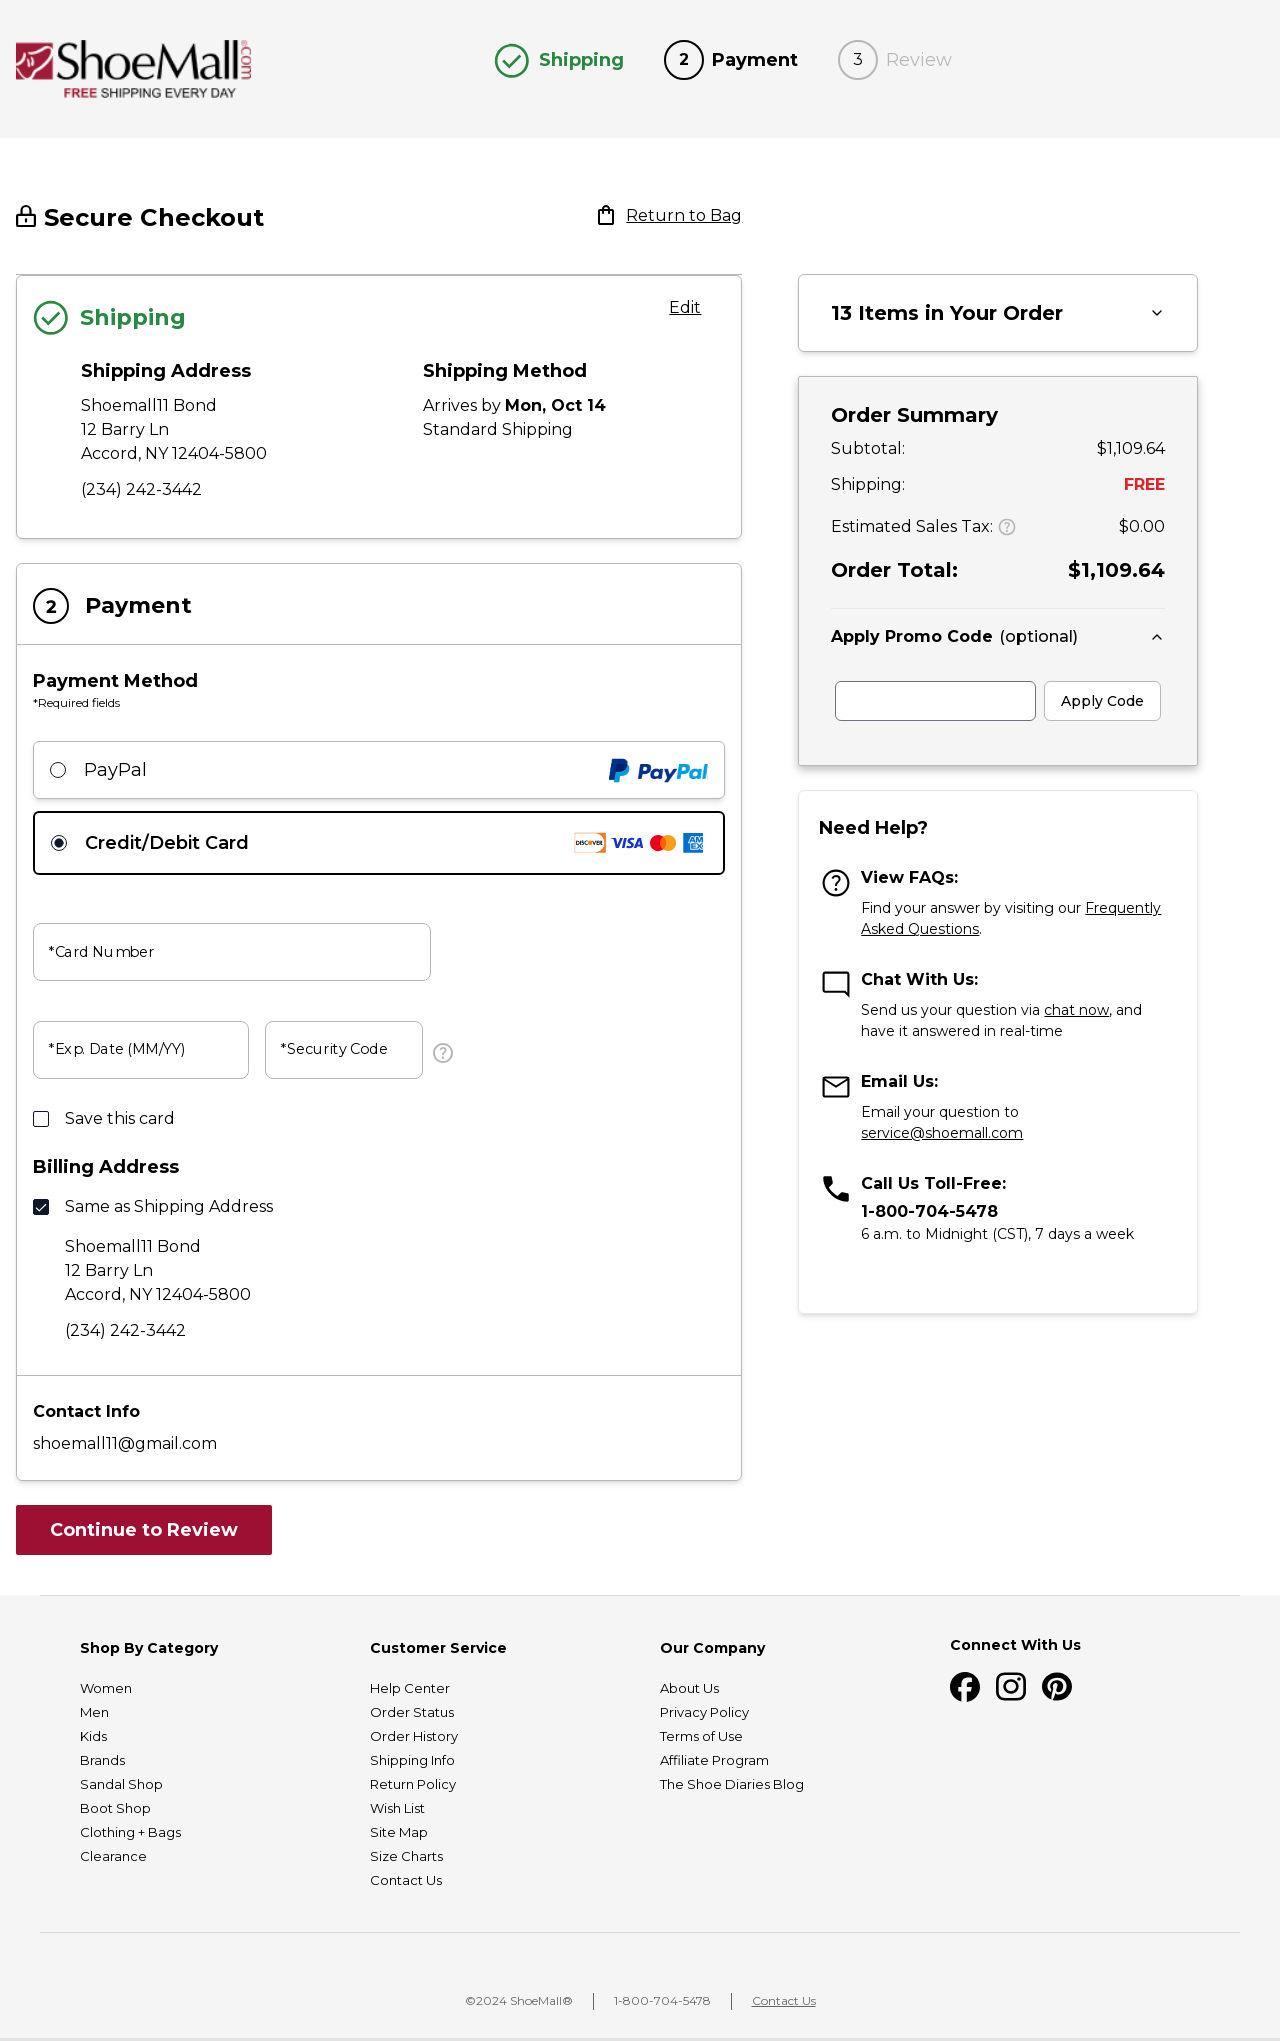 ShoeMall.com
FREE SHIPPING EVERY DAY
Shipping
2 Payment
3 Review
Secure Checkout
Return to Bag
Shipping
Edit
Shipping Address
Shoemall11 Bond
12 Barry Ln
Accord, NY 12404-5800
(234) 242-3442
Shipping Method
Arrives by Mon, Oct 14
Standard Shipping
2 Payment
Payment Method
*Required fields
PayPal
PayPal
Credit/Debit Card
DISCOVER VISA AMEX
*Card Number
*Exp. Date (MM/YY)
*Security Code
?
Save this card
Billing Address
Same as Shipping Address
Shoemall11 Bond
12 Barry Ln
Accord, NY 12404-5800
(234) 242-3442
Contact Info
shoemall11@gmail.com
Continue to Review
13 Items in Your Order
Order Summary
Subtotal: $1,109.64
Shipping: FREE
Estimated Sales Tax: ? $0.00
Order Total: $1,109.64
Apply Promo Code (optional)
Apply Code
Need Help?
?
View FAQs:
Find your answer by visiting our Frequently
Asked Questions.
Chat With Us:
Send us your question via chat now, and
have it answered in real-time
Email Us:
Email your question to
service@shoemall.com
Call Us Toll-Free:
1-800-704-5478
6 a.m. to Midnight (CST), 7 days a week
Shop By Category
Women
Men
Kids
Brands
Sandal Shop
Boot Shop
Clothing + Bags
Clearance
Customer Service
Help Center
Order Status
Order History
Shipping Info
Return Policy
Wish List
Site Map
Size Charts
Contact Us
Our Company
About Us
Privacy Policy
Terms of Use
Affiliate Program
The Shoe Diaries Blog
Connect With Us
©2024 ShoeMall®
1-800-704-5478
Contact Us